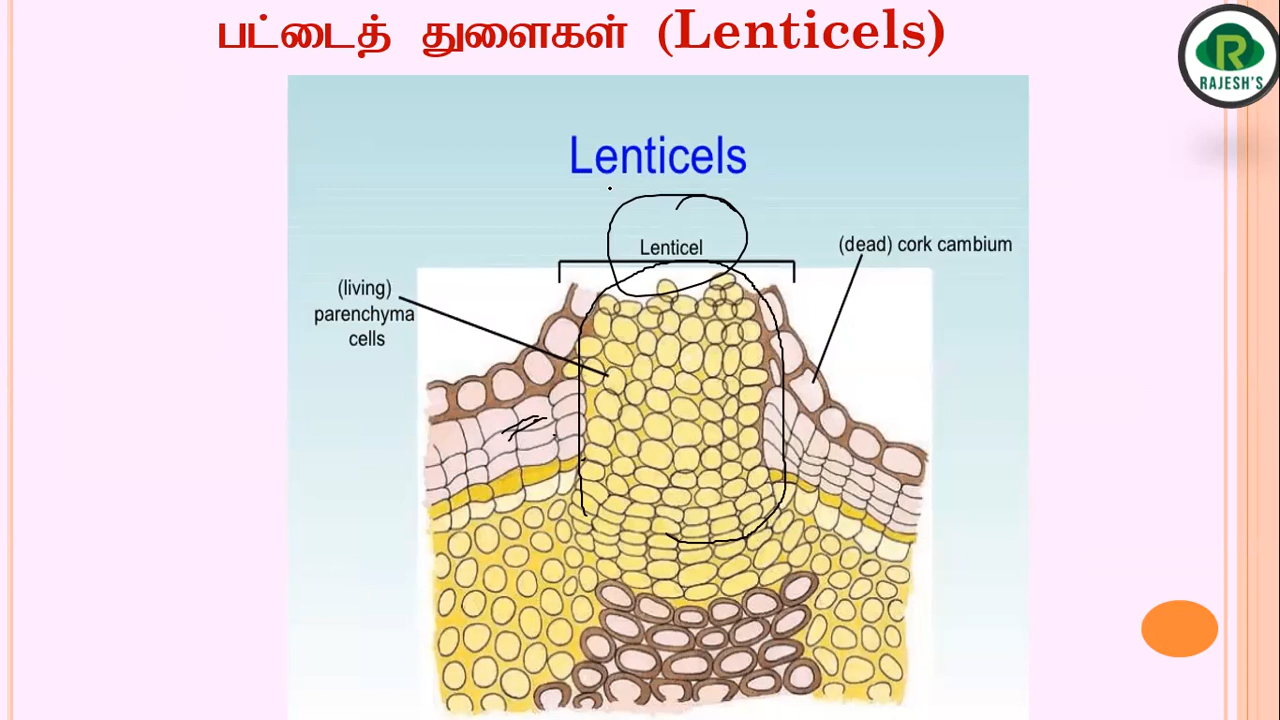 பட்டைத் துளைகள் (Lenticels)
R
RAJESH'S
Lenticels
Lenticel
(dead) cork cambium
(living)
parenchyma
cells